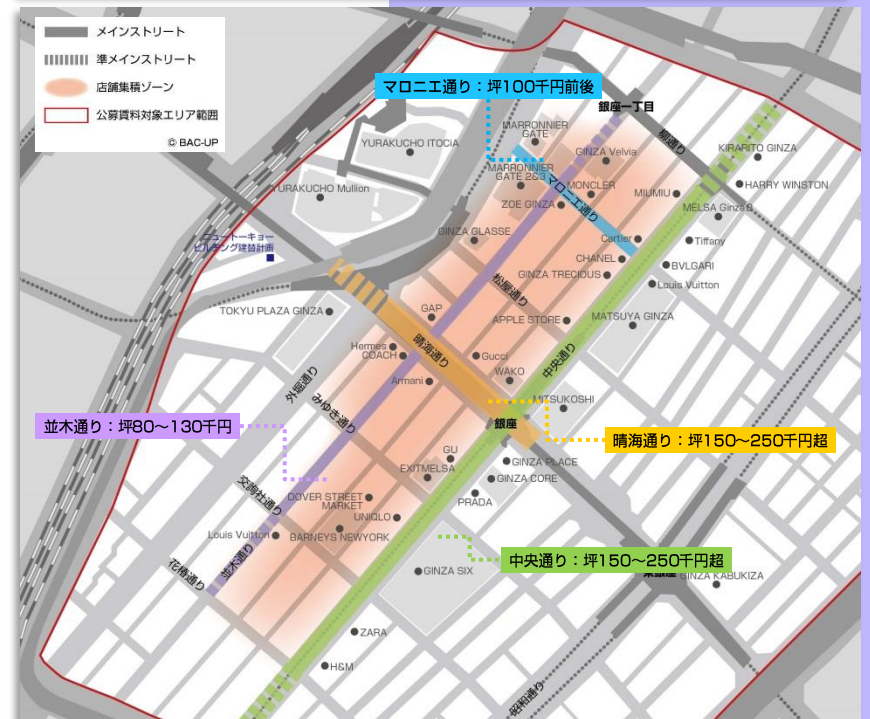 メインストリート
準メインストリート
店舗集積ゾーン
公募賃料対象エリア範囲
© BAC-UP
マロニエ通り:坪100千円前後
銀座一丁目
柳通り
MARRONNIER
GATE
YURAKUCHO ITOCIA
GINZA Velvia
KIRARITO GINZA
MARRONNIER
GATE 2&3
YURAKUCHO Mullion
MONCLER
MIUMIU
HARRY WINSTON
マロニエ通り
ZOE GINZA
MELSA Ginza2
ニュートーキョー
ビルヂング建替計画
GINZA GLASSE
Cartier
Tiffany
CHANEL
BVLGARI
GINZA TRECIOUS
Louis Vuitton
松屋通り
TOKYU PLAZA GINZA
GAP
APPLE STORE
MATSUYA GINZA
晴海通り
Hermes
COACH
Gucci
中央通り
WAKO
外堀通り
Armani
みゆき通り
MITSUKOSHI
並木通り:坪80~130千円
銀座
晴海通り:坪150~250千円超
GU
GINZA PLACE
EXITMELSA
GINZA CORE
交詢社通り
DOVER STREET
MARKET
PRADA
UNIQLO
Louis Vuitton
BARNEYS NEWYORK
並木通り
中央通り:坪150~250千円超
花椿通り
GINZA SIX
東銀座
GINZA KABUKIZA
ZARA
H&M
昭和通り